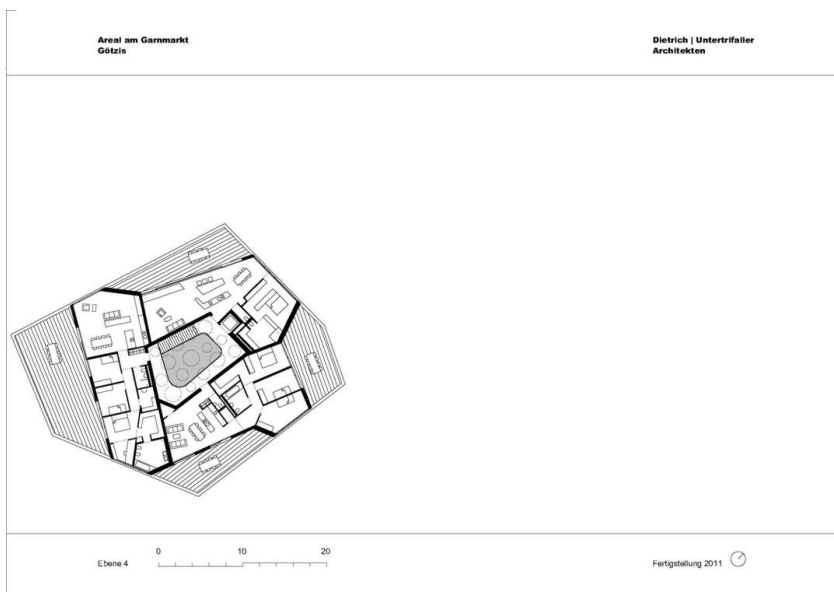 Areal am Garnmarkt
Götzis
Dietrich | Untertrifaller
Architekten
Ebene 4
0 10 20
Fertigstellung 2011